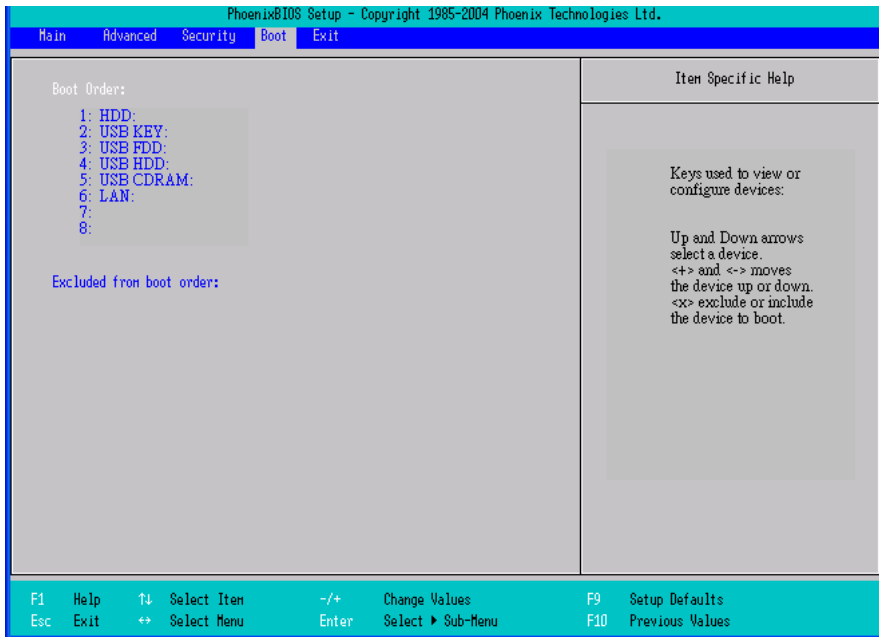 PhoenixBIOS Setup - Copyright 1985-2004 Phoenix Technologies Ltd.
Main Advanced Security Boot Exit
Boot Order:
1: HDD:
2: USB KEY:
3: USB FDD:
4: USB HDD:
5: USB CDRAM:
6: LAN:
7:
8:
Excluded from boot order:
Item Specific Help
Keys used to view or
configure devices:
Up and Down arrows
select a device.
<+> and <-> moves
the device up or down.
<x> exclude or include
the device to boot.
F1 Help ↑↓ Select Item -/+ Change Values F9 Setup Defaults
Esc Exit ↔ Select Menu Enter Select ▶ Sub-Menu F10 Previous Values